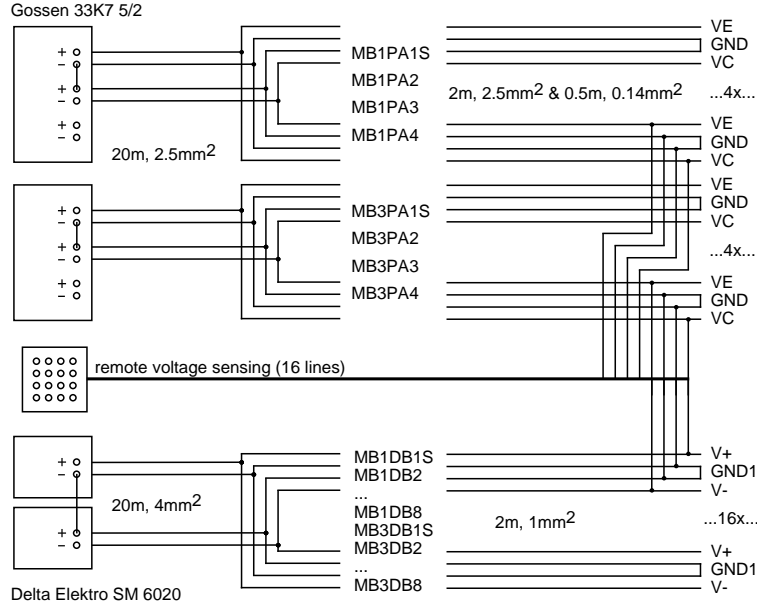 Gossen 33K7 5/2
+
−
+
−
+
−
20m, 2.5mm2
MB1PA1S
MB1PA2
MB1PA3
MB1PA4
2m, 2.5mm2 & 0.5m, 0.14mm2
VE
GND
VC
...4x...
VE
GND
VC
+
−
+
−
+
−
MB3PA1S
MB3PA2
MB3PA3
MB3PA4
VE
GND
VC
...4x...
VE
GND
VC
remote voltage sensing (16 lines)
+
−
+
−
20m, 4mm2
MB1DB1S
MB1DB2
...
MB1DB8
MB3DB1S
MB3DB2
...
MB3DB8
2m, 1mm2
V+
GND1
V-
...16x...
V+
GND1
V-
Delta Elektro SM 6020